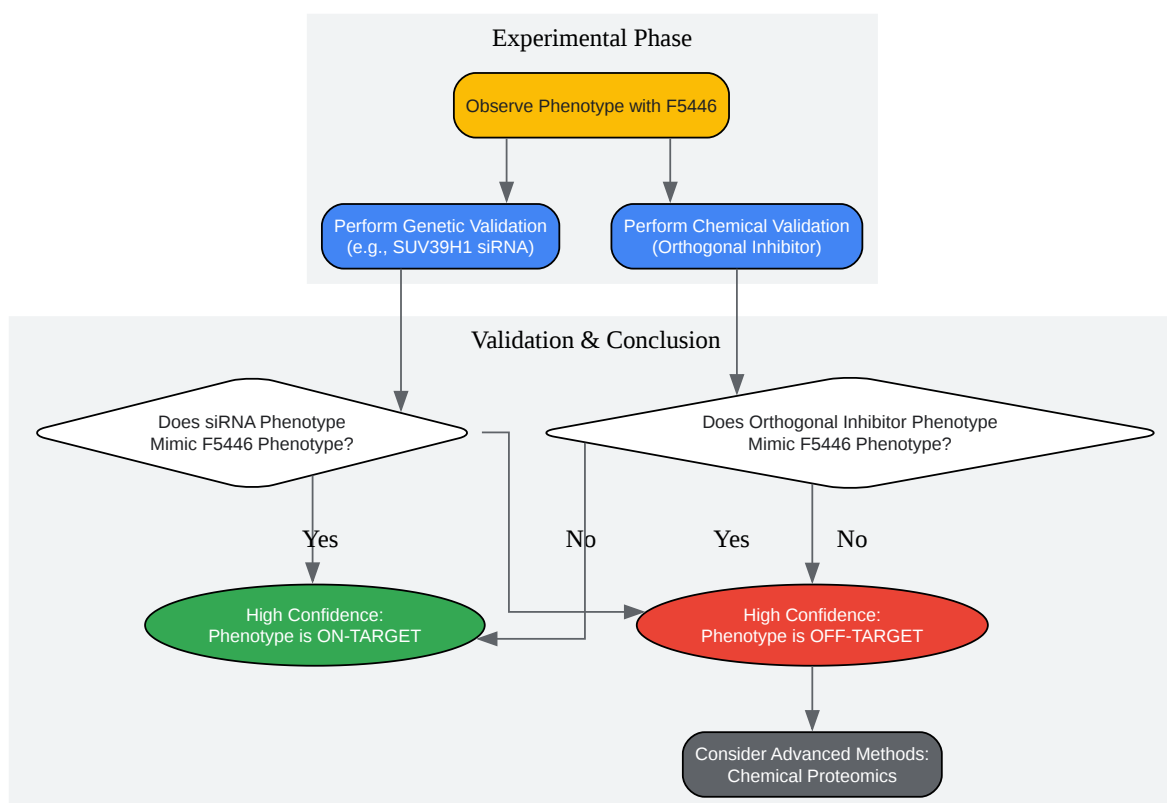 Experimental Phase
Observe Phenotype with F5446
Perform Genetic Validation
(e.g., SUV39H1 siRNA)
Perform Chemical Validation
(Orthogonal Inhibitor)
Validation & Conclusion
Does siRNA Phenotype
Mimic F5446 Phenotype?
Does Orthogonal Inhibitor Phenotype
Mimic F5446 Phenotype?
Yes
No
Yes
No
High Confidence:
Phenotype is ON-TARGET
High Confidence:
Phenotype is OFF-TARGET
Consider Advanced Methods:
Chemical Proteomics